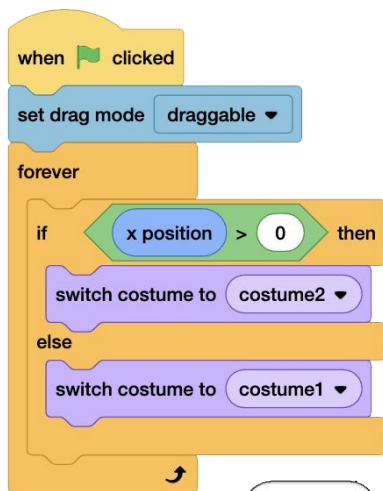 when clicked
set drag mode draggable
forever
if x position > 0 then
switch costume to costume2
else
switch costume to costume1